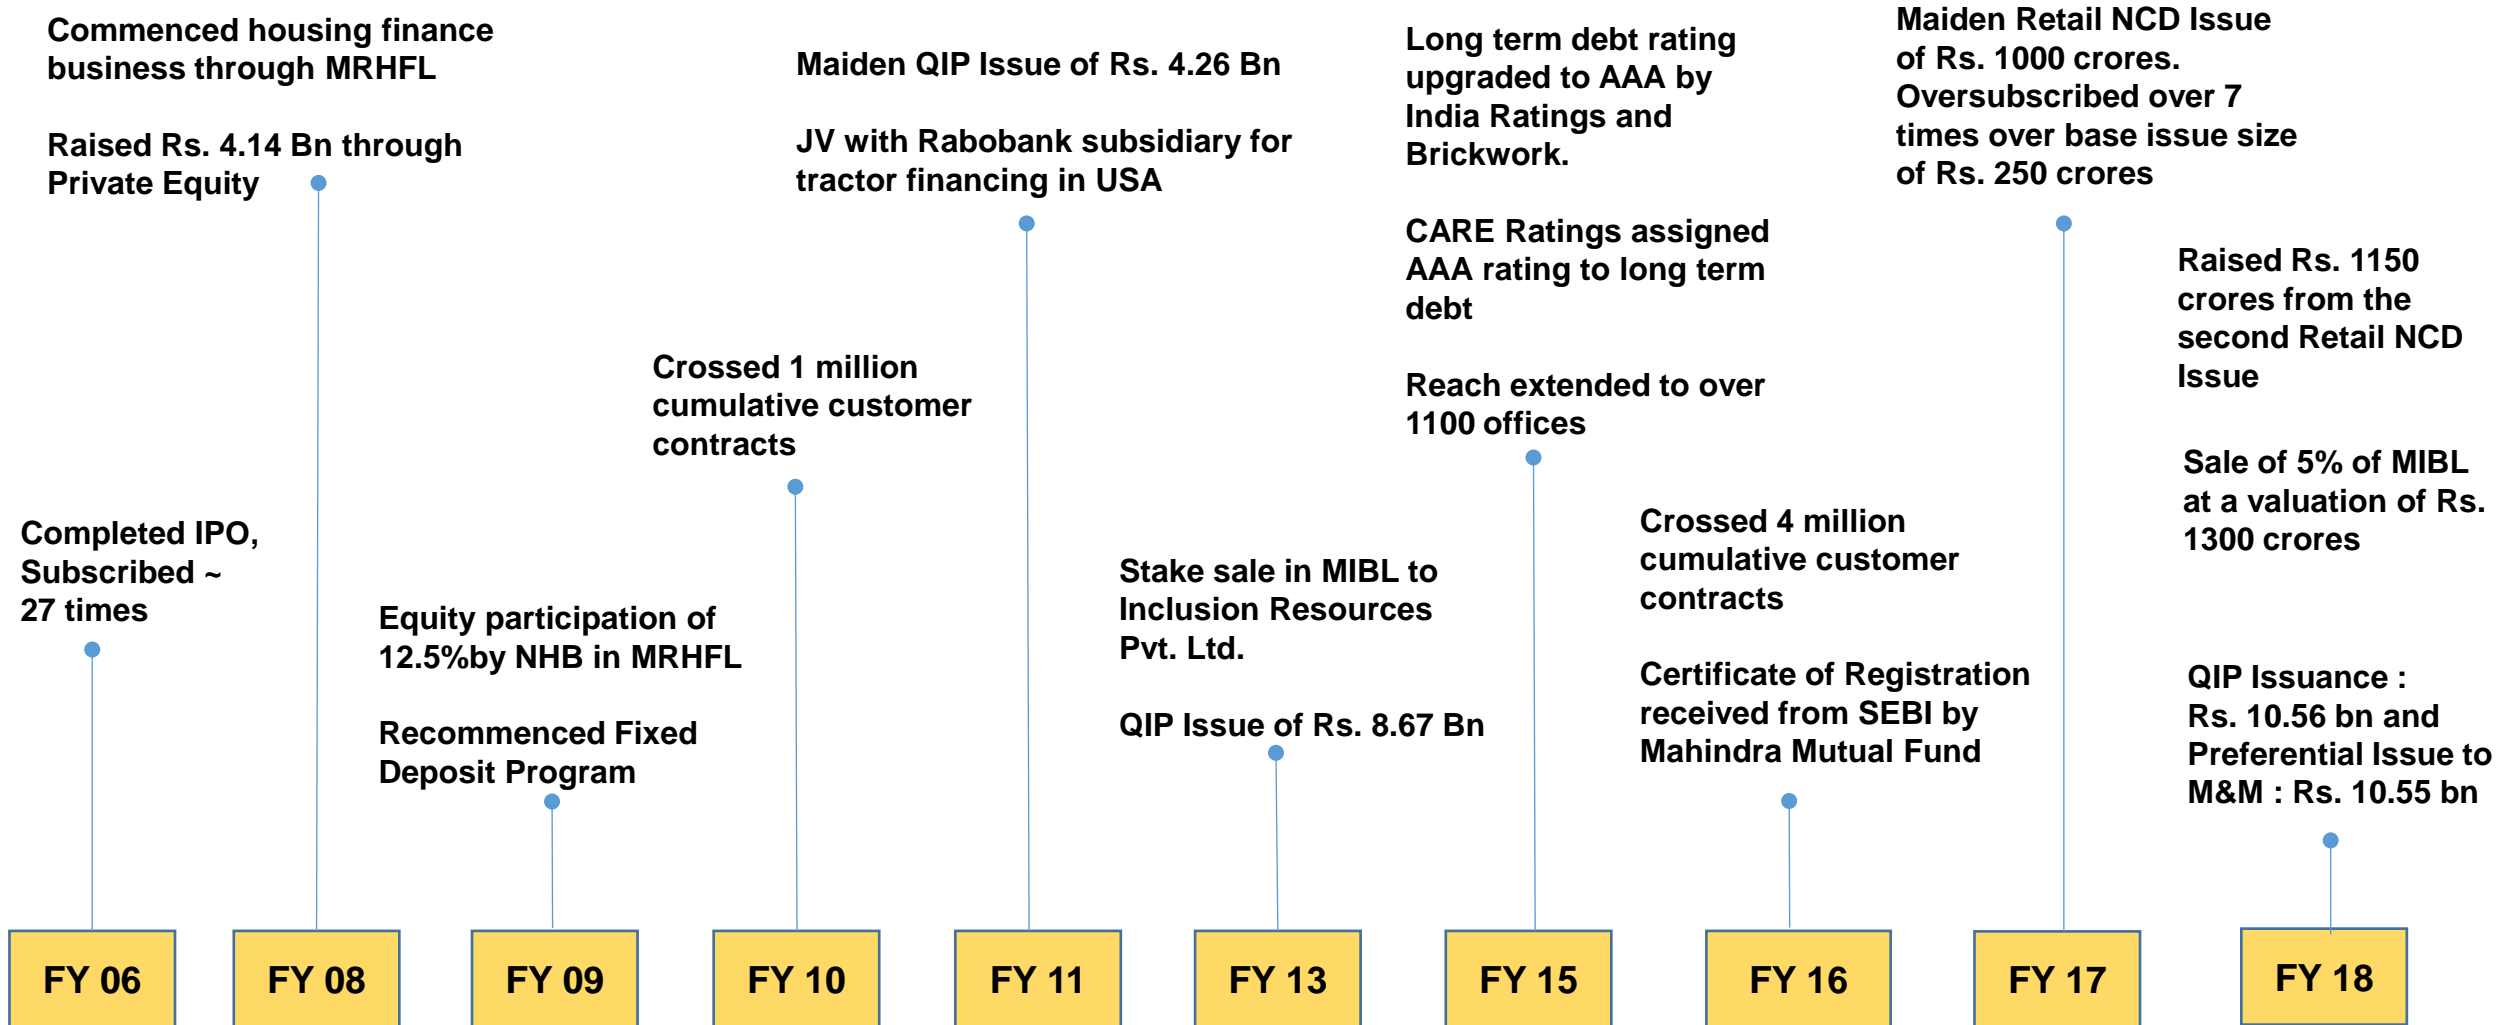 Commenced housing finance
business through MRHFL
Raised Rs. 4.14 Bn through
Private Equity
Maiden QIP Issue of Rs. 4.26 Bn
JV with Rabobank subsidiary for
tractor financing in USA
Long term debt rating
upgraded to AAA by
India Ratings and
Brickwork.
CARE Ratings assigned
AAA rating to long term
debt
Reach extended to over
1100 offices
Maiden Retail NCD Issue
of Rs. 1000 crores.
Oversubscribed over 7
times over base issue size
of Rs. 250 crores
Raised Rs. 1150
crores from the
second Retail NCD
Issue
Sale of 5% of MIBL
at a valuation of Rs.
1300 crores
QIP Issuance :
Rs. 10.56 bn and
Preferential Issue to
M&M : Rs. 10.55 bn
Crossed 1 million
cumulative customer
contracts
Completed IPO,
Subscribed ~
27 times
Equity participation of
12.5%by NHB in MRHFL
Recommenced Fixed
Deposit Program
Stake sale in MIBL to
Inclusion Resources
Pvt. Ltd.
QIP Issue of Rs. 8.67 Bn
Crossed 4 million
cumulative customer
contracts
Certificate of Registration
received from SEBI by
Mahindra Mutual Fund
FY 06
FY 08
FY 09
FY 10
FY 11
FY 13
FY 15
FY 16
FY 17
FY 18